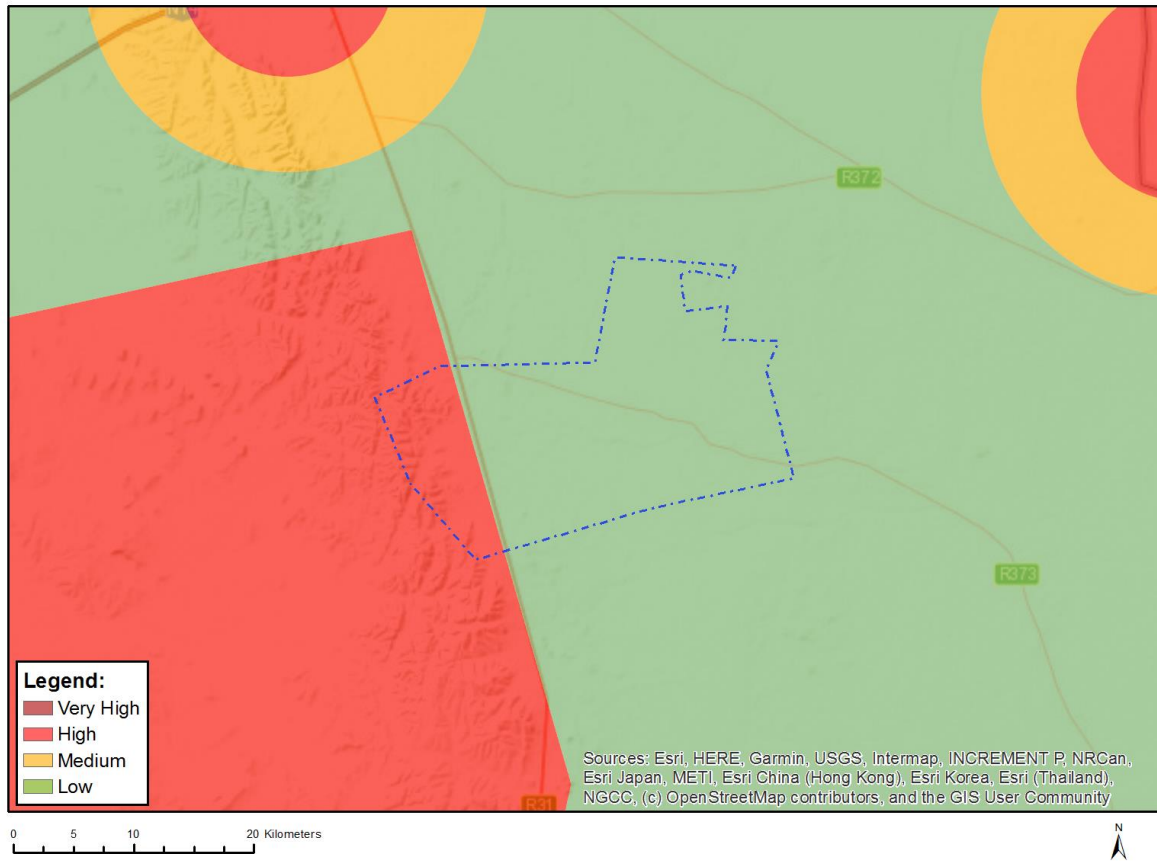 R372
R373
Legend:
Very High
High
Medium
Low
R31
Sources: Esri, HERE, Garmin, USGS, Intermap, INCREMENT P, NRCan,
Esri Japan, METI, Esri China (Hong Kong), Esri Korea, Esri (Thailand),
NGCC, (c) OpenStreetMap contributors, and the GIS User Community
0 5 10 20 Kilometers
N